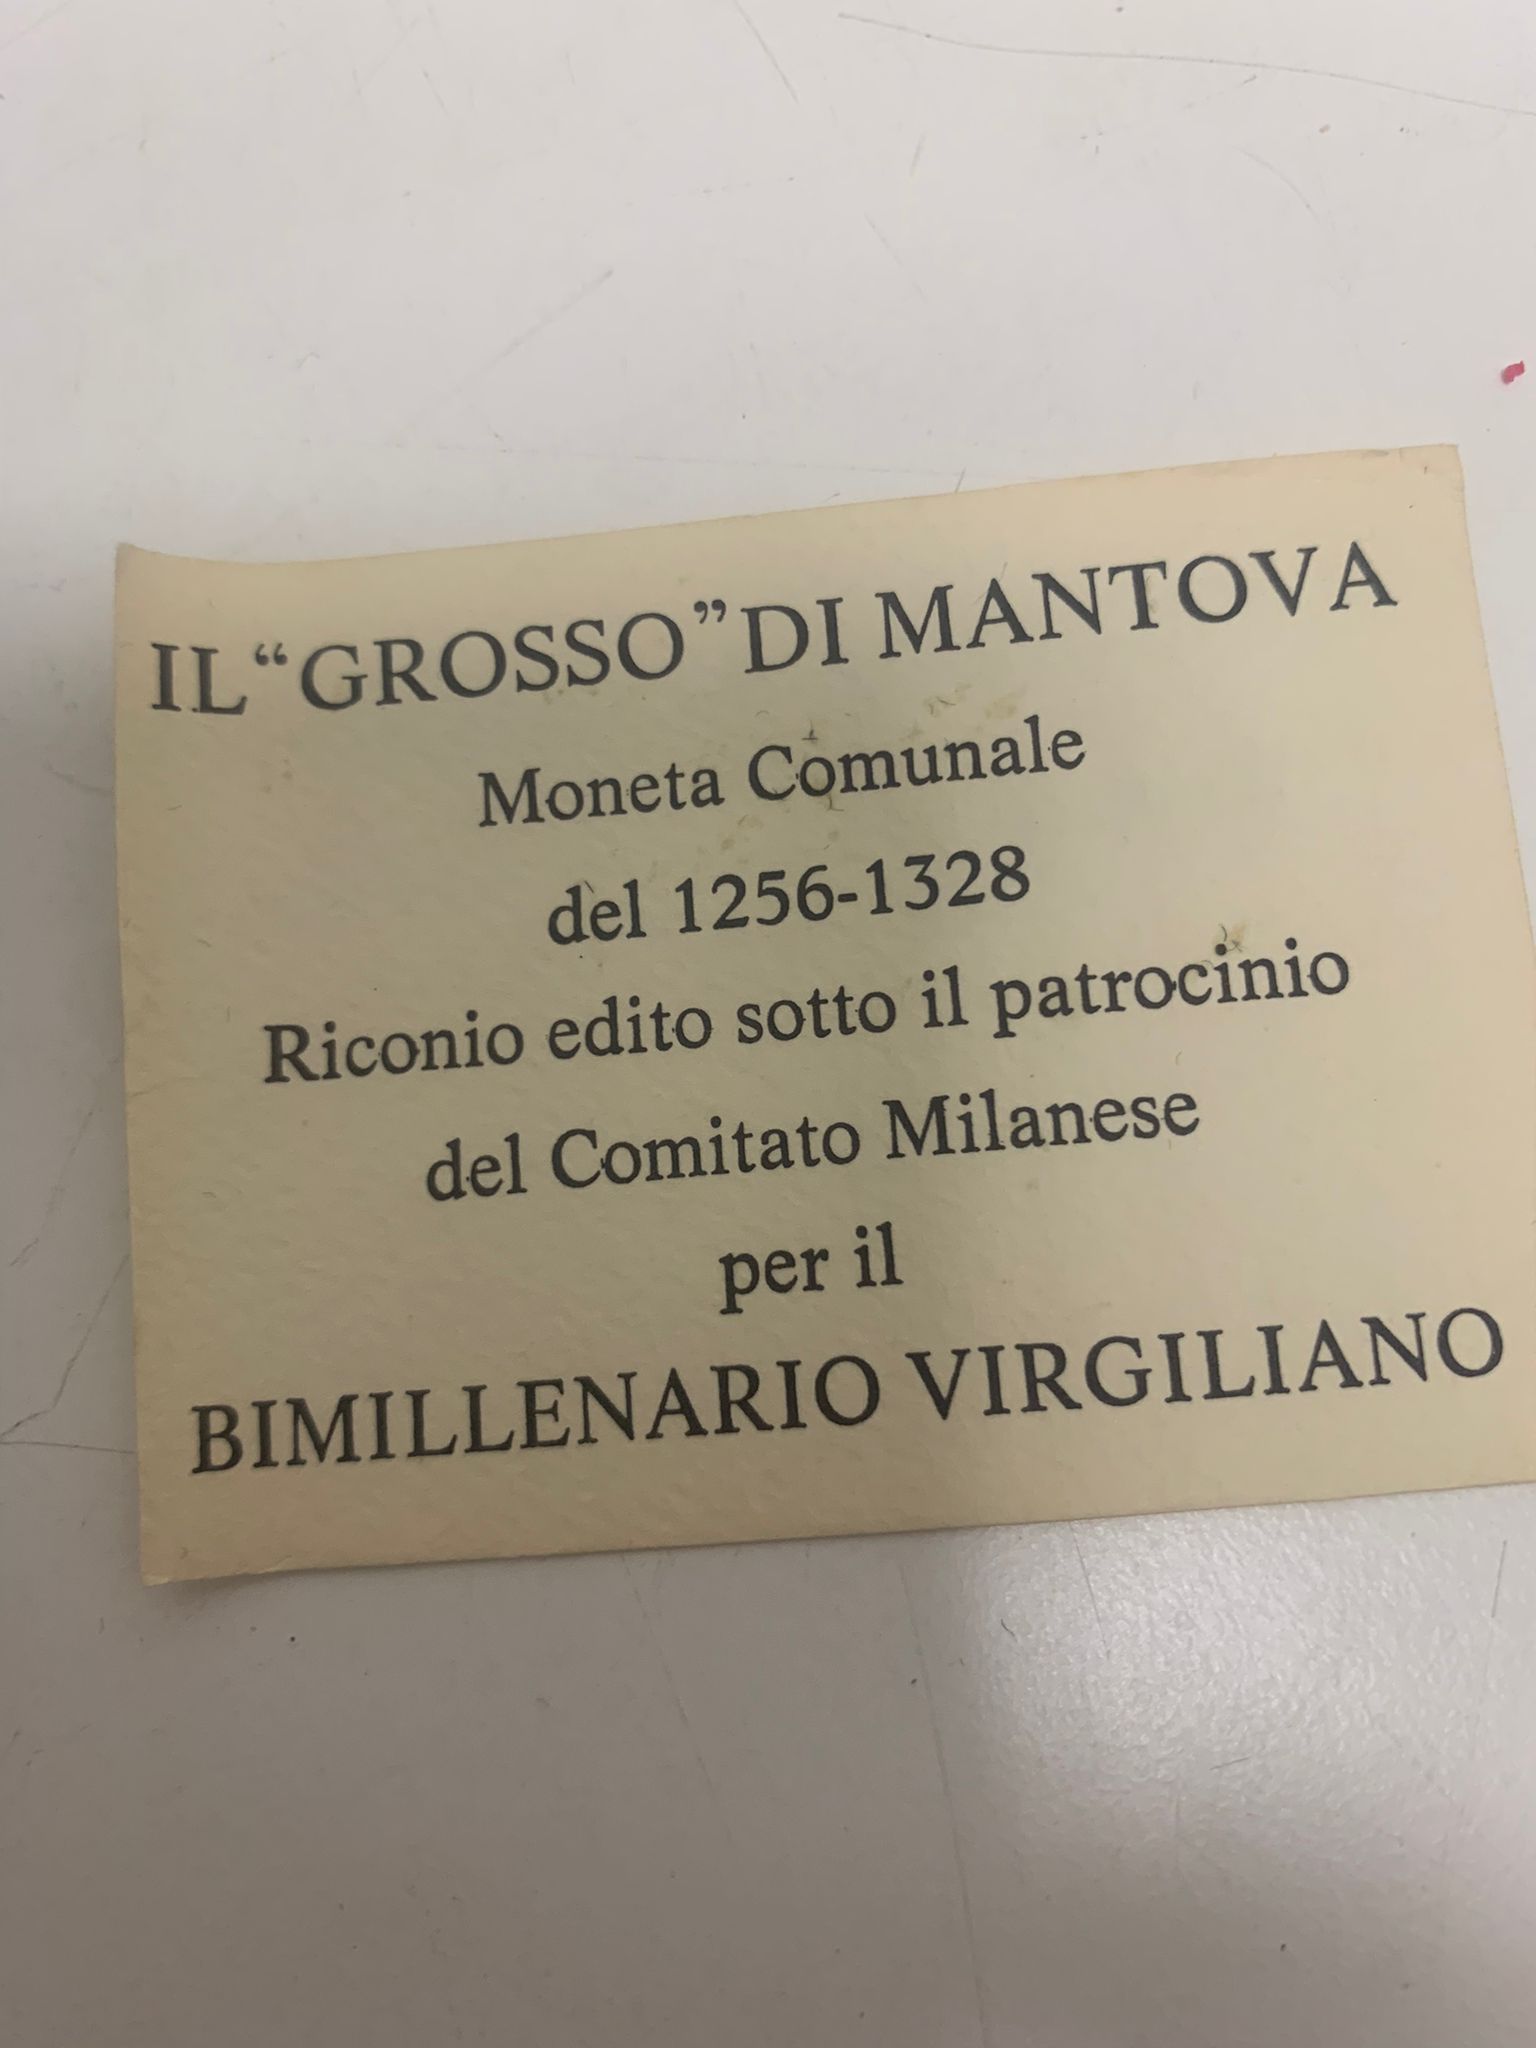 IL “GROSSO” DI MANTOVA
Moneta Comunale
del 1256-1328
Riconio edito sotto il patrocinio
del Comitato Milanese
per il
BIMILLENARIO VIRGILIANO